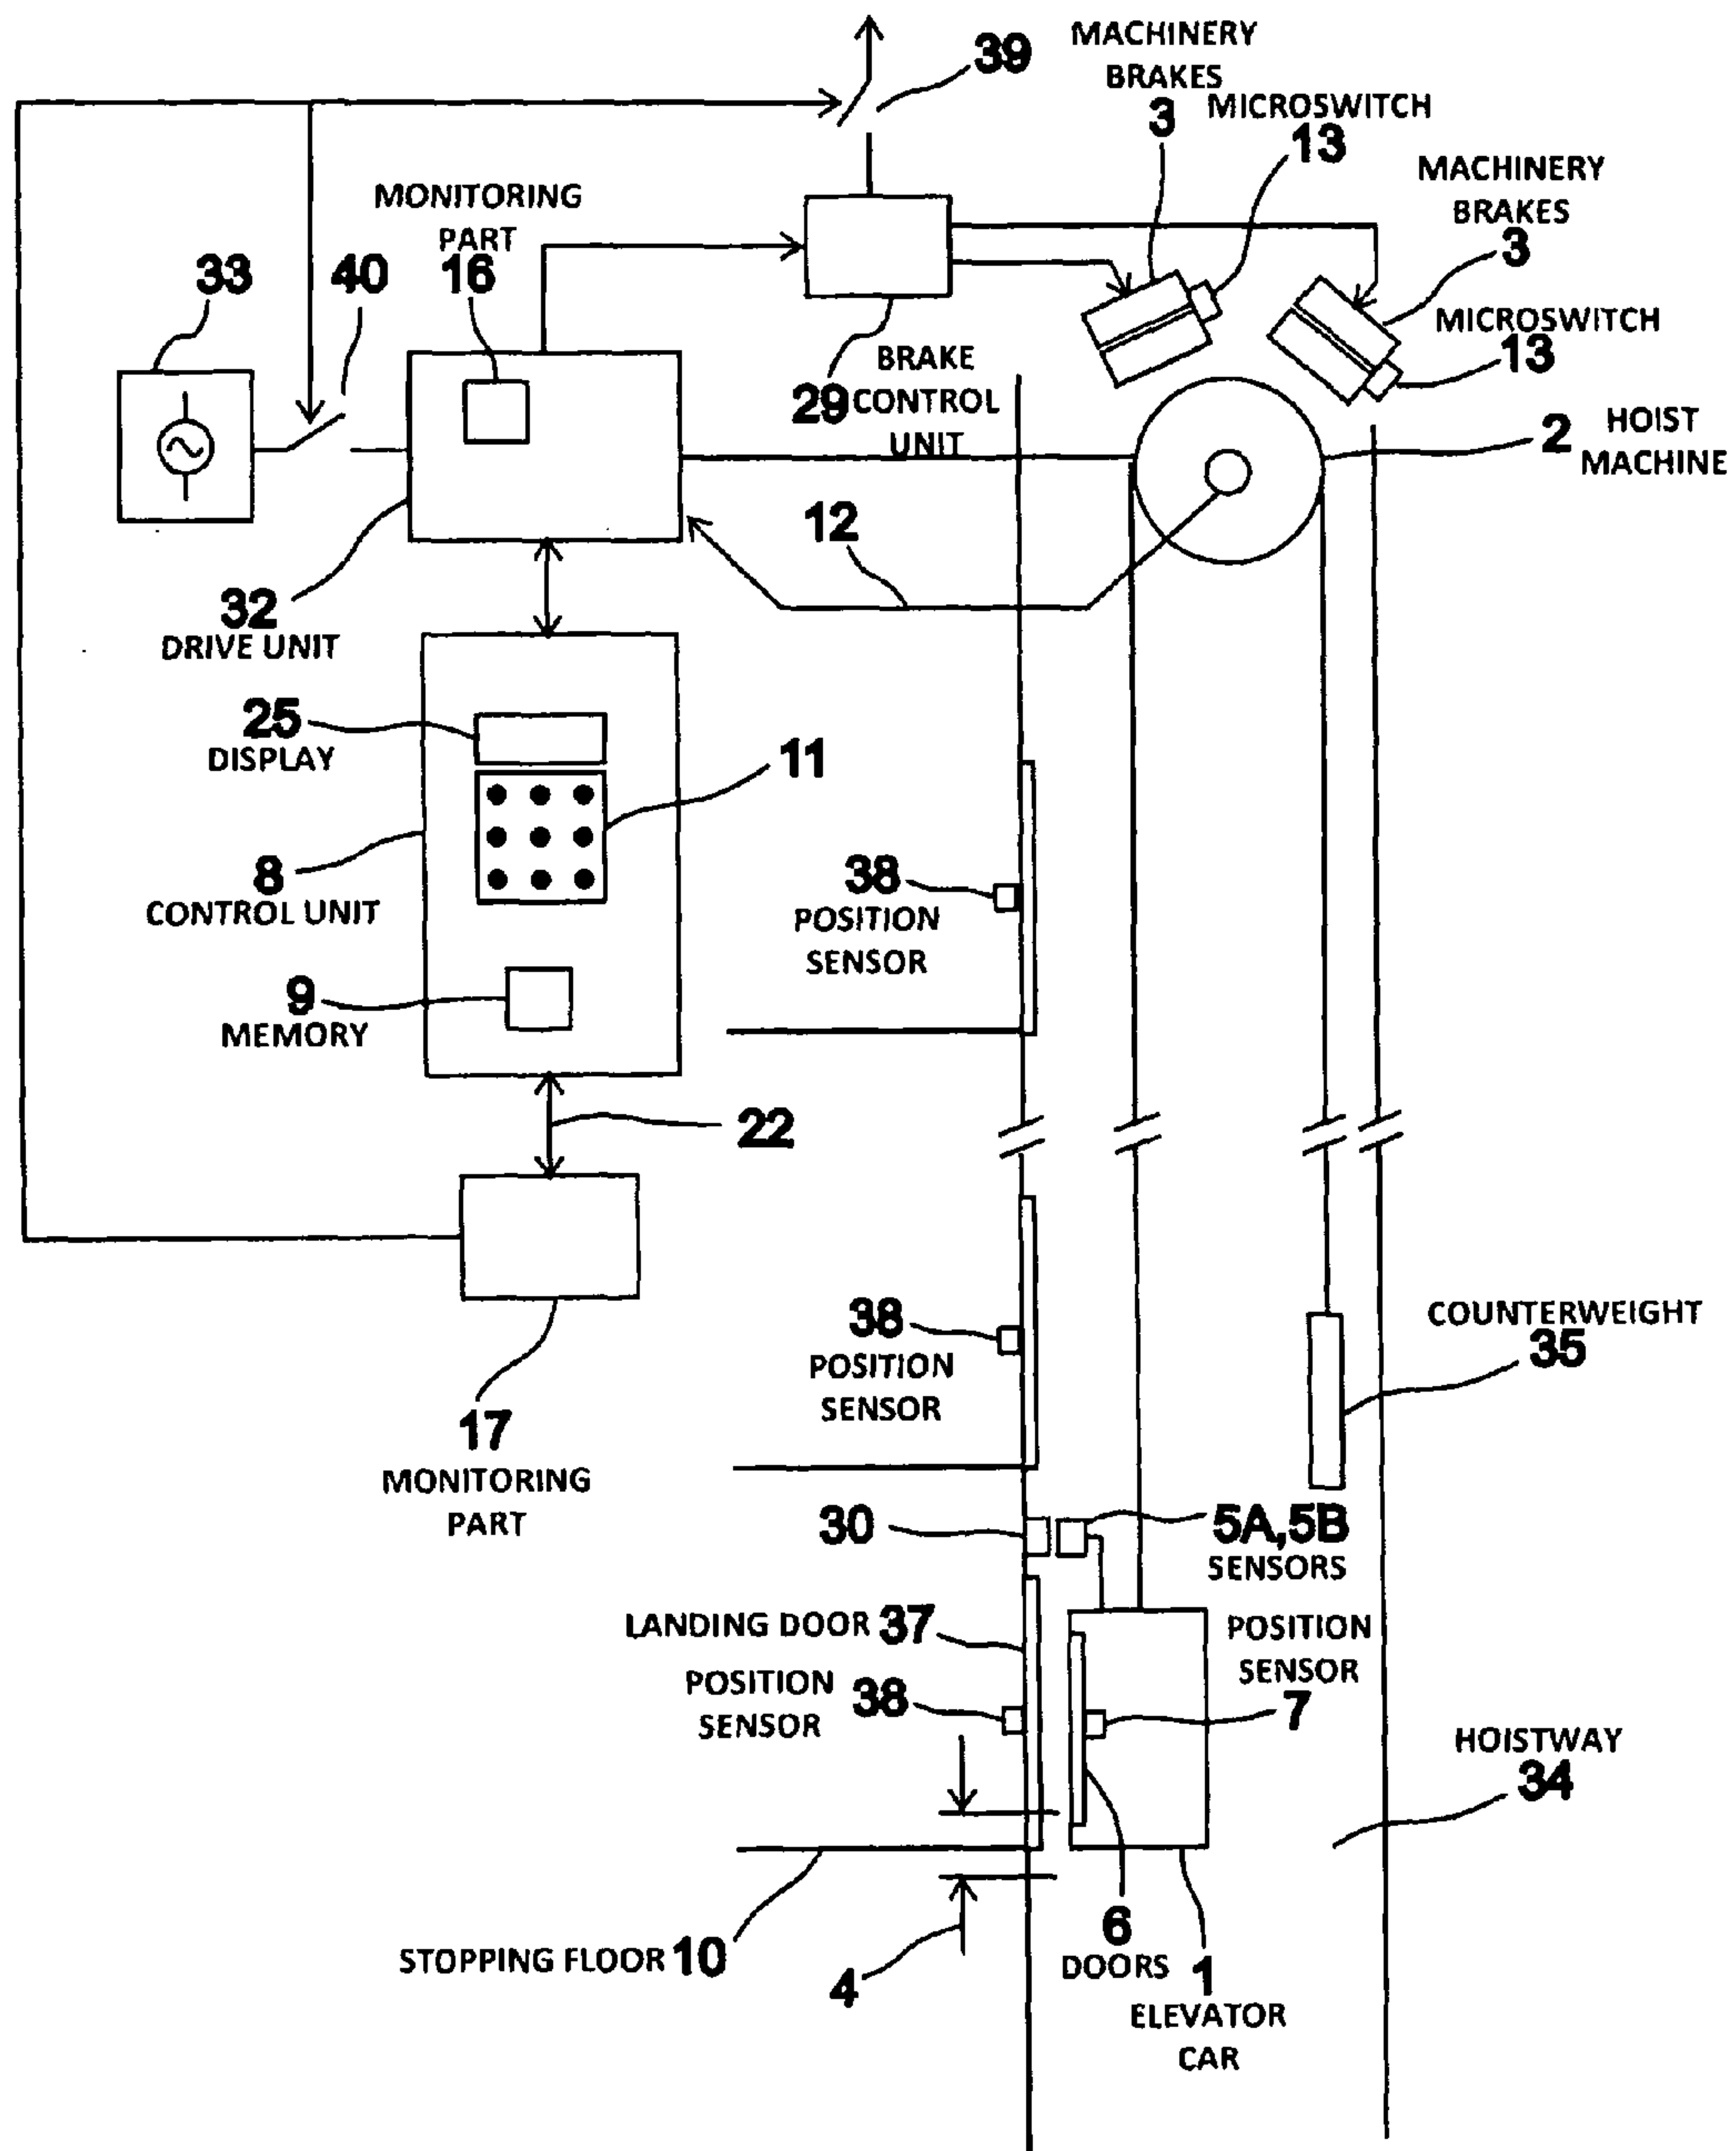 39
MACHINERY
BRAKES
3
MICROSWITCH
13
MACHINERY
BRAKES
3
MICROSWITCH
13
MONITORING
PART
16
33
40
BRAKE
29 CONTROL
UNIT
2 HOIST
MACHINE
12
32
DRIVE UNIT
25
DISPLAY
11
8
CONTROL UNIT
38
POSITION
SENSOR
9
MEMORY
22
38
POSITION
SENSOR
COUNTERWEIGHT
35
17
MONITORING
PART
30
5A,5B
SENSORS
LANDING DOOR 37
POSITION
SENSOR
7
POSITION
SENSOR 38
HOISTWAY
34
STOPPING FLOOR 10
4
6
DOORS
1
ELEVATOR
CAR